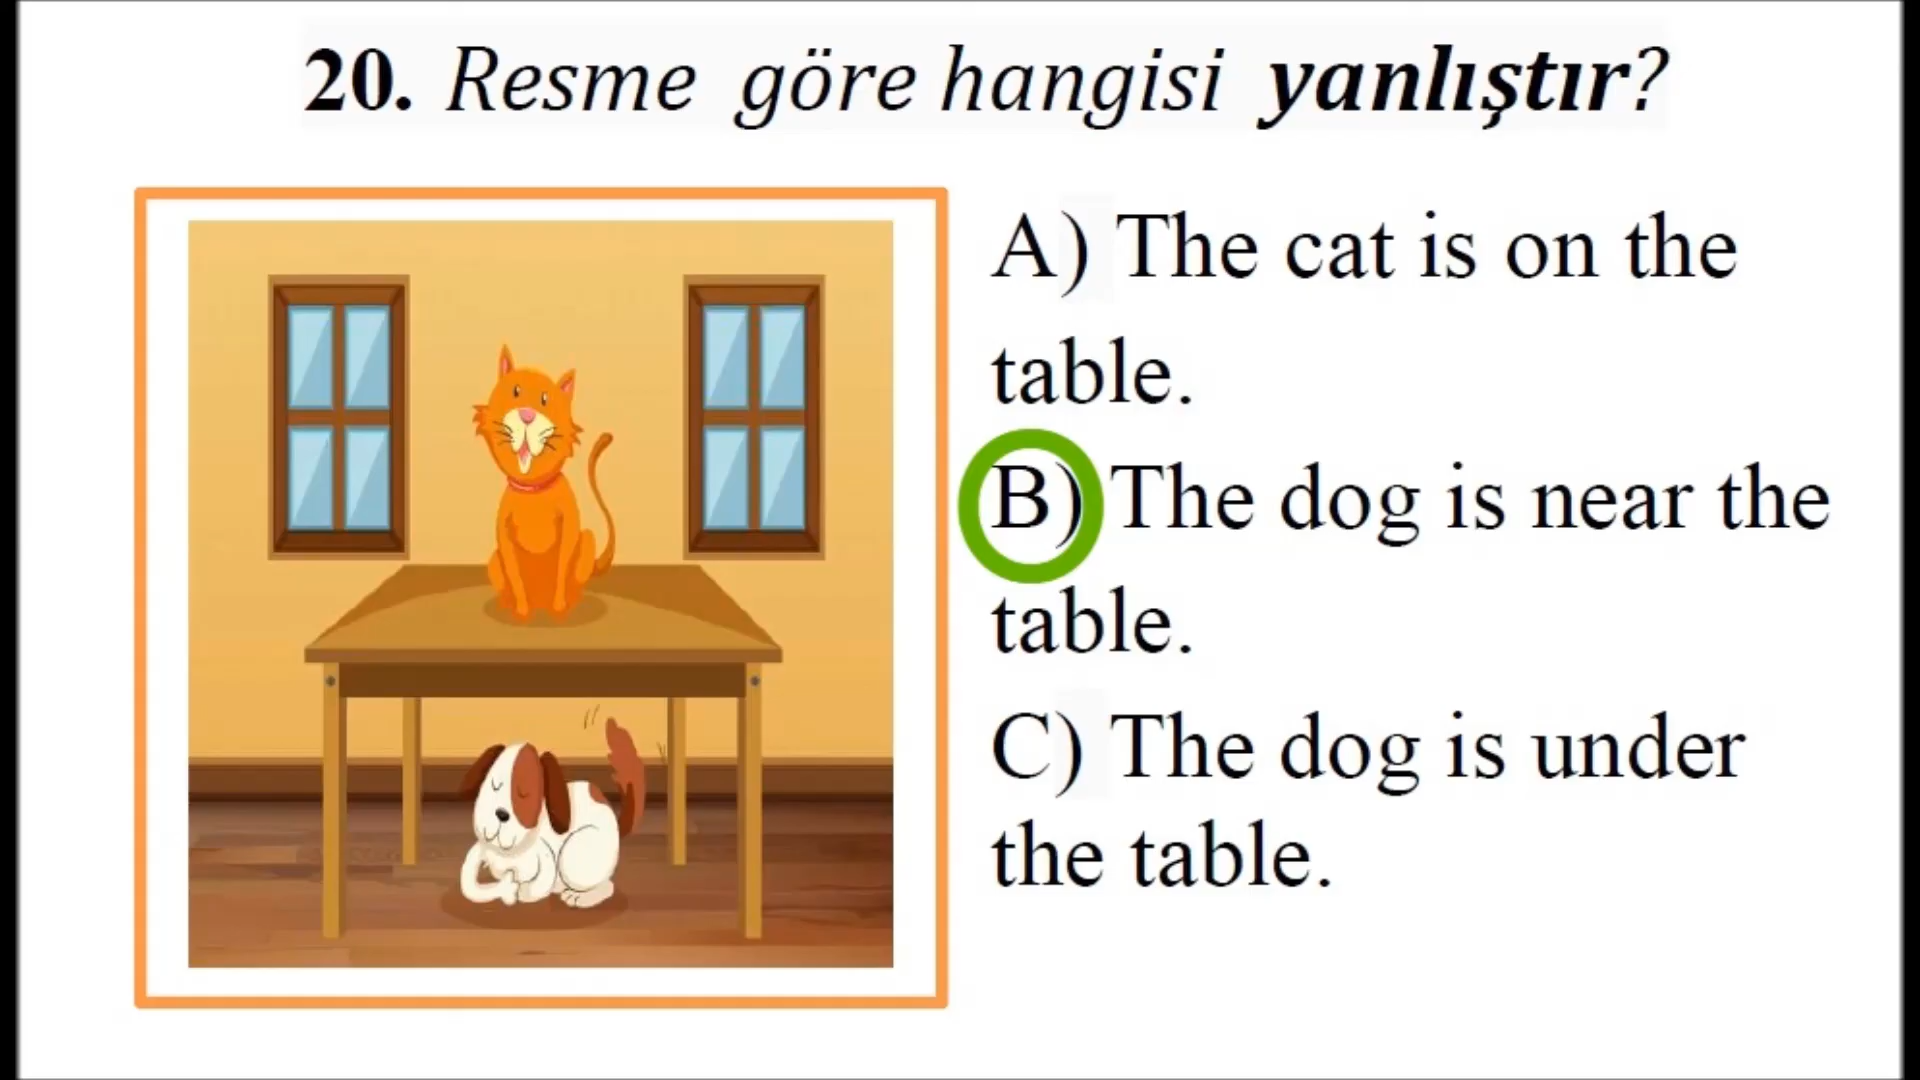 20. Resme göre hangisi yanlıştır?
A) The cat is on the
table.
B) The dog is near the
table.
C) The dog is under
the table.